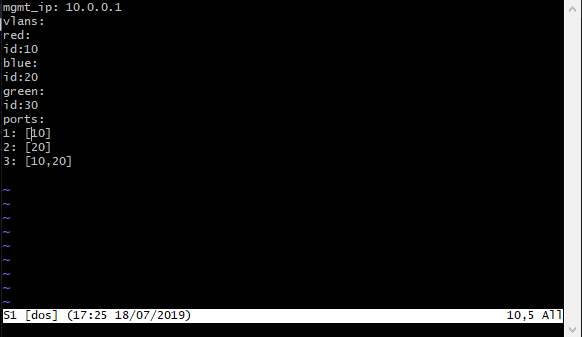 mgmt_ip: 10.0.0.1
vlans:
red:
id:10
blue:
id:20
green:
id:30
ports:
1: [10]
2: [20]
3: [10,20]
~
~
~
~
~
~
~
~
~
S1 [dos] (17:25 18/07/2019) 10,5 All